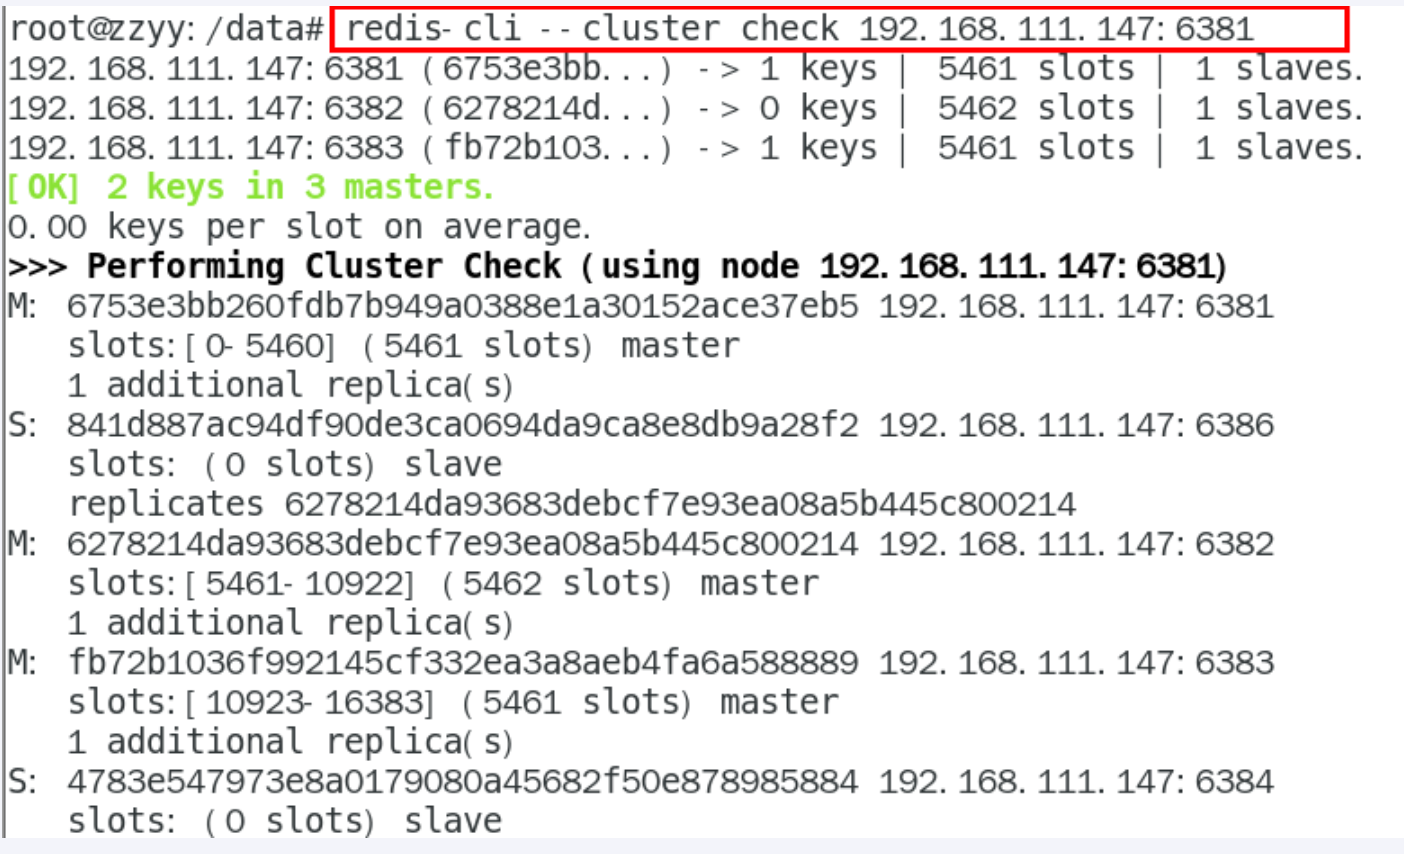 root@zzyy:/data# redis-cli --cluster check 192.168.111.147:6381
192.168.111.147:6381 (6753e3bb...) -> 1 keys | 5461 slots | 1 slaves.
192.168.111.147:6382 (6278214d...) -> 0 keys | 5462 slots | 1 slaves.
192.168.111.147:6383 (fb72b103...) -> 1 keys | 5461 slots | 1 slaves.
[OK] 2 keys in 3 masters.
0.00 keys per slot on average.
>>> Performing Cluster Check (using node 192.168.111.147:6381)
M: 6753e3bb260fdb7b949a0388e1a30152ace37eb5 192.168.111.147:6381
   slots:[0-5460] (5461 slots) master
   1 additional replica(s)
S: 841d887ac94df90de3ca0694da9ca8e8db9a28f2 192.168.111.147:6386
   slots: (0 slots) slave
   replicates 6278214da93683debcf7e93ea08a5b445c800214
M: 6278214da93683debcf7e93ea08a5b445c800214 192.168.111.147:6382
   slots:[5461-10922] (5462 slots) master
   1 additional replica(s)
M: fb72b1036f992145cf332ea3a8aeb4fa6a588889 192.168.111.147:6383
   slots:[10923-16383] (5461 slots) master
   1 additional replica(s)
S: 4783e547973e8a0179080a45682f50e878985884 192.168.111.147:6384
   slots: (0 slots) slave